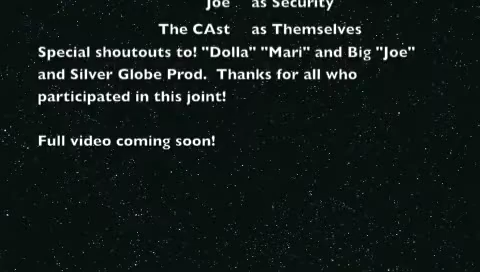 Joe as Security
The CAst as Themselves
Special shoutouts to! "Dolla" "Mari" and Big "Joe"
and Silver Globe Prod. Thanks for all who
participated in this joint!
Full video coming soon!